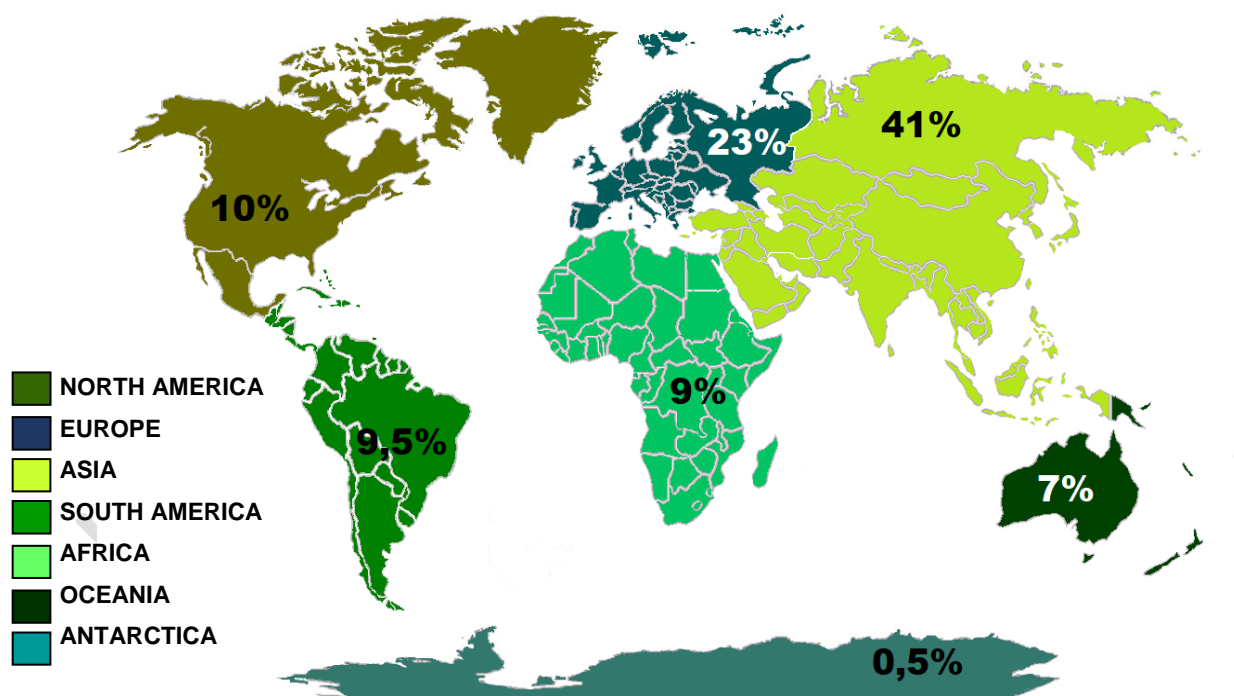 41%
23%
10%
9%
9,5%
7%
0,5%
NORTH AMERICA
EUROPE
ASIA
SOUTH AMERICA
AFRICA
OCEANIA
ANTARCTICA